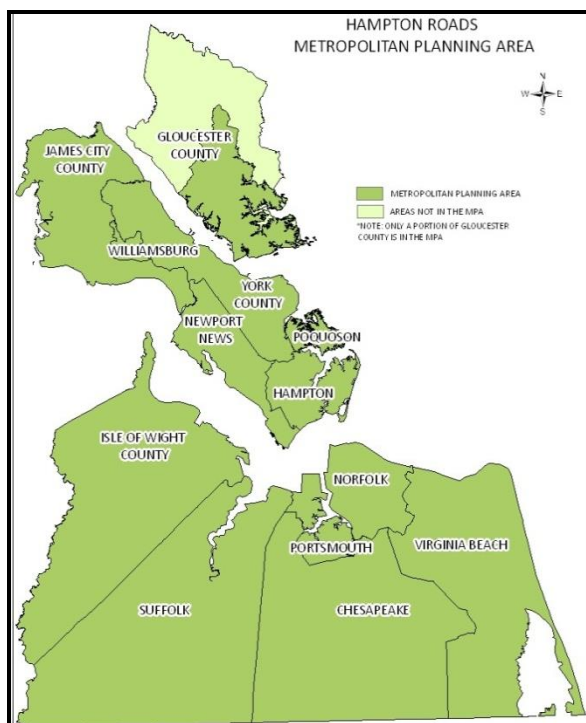 HAMPTON ROADS
METROPOLITAN PLANNING AREA
N
W E
S
GLOUCESTER
COUNTY
JAMES CITY
COUNTY
METROPOLITAN PLANNING AREA
AREAS NOT IN THE MPA
*NOTE: ONLY A PORTION OF GLOUCESTER
COUNTY IS IN THE MPA
WILLIAMSBURG
YORK
COUNTY
NEWPORT
NEWS
POQUOSON
HAMPTON
ISLE OF WIGHT
COUNTY
NORFOLK
PORTSMOUTH
VIRGINIA BEACH
SUFFOLK
CHESAPEAKE